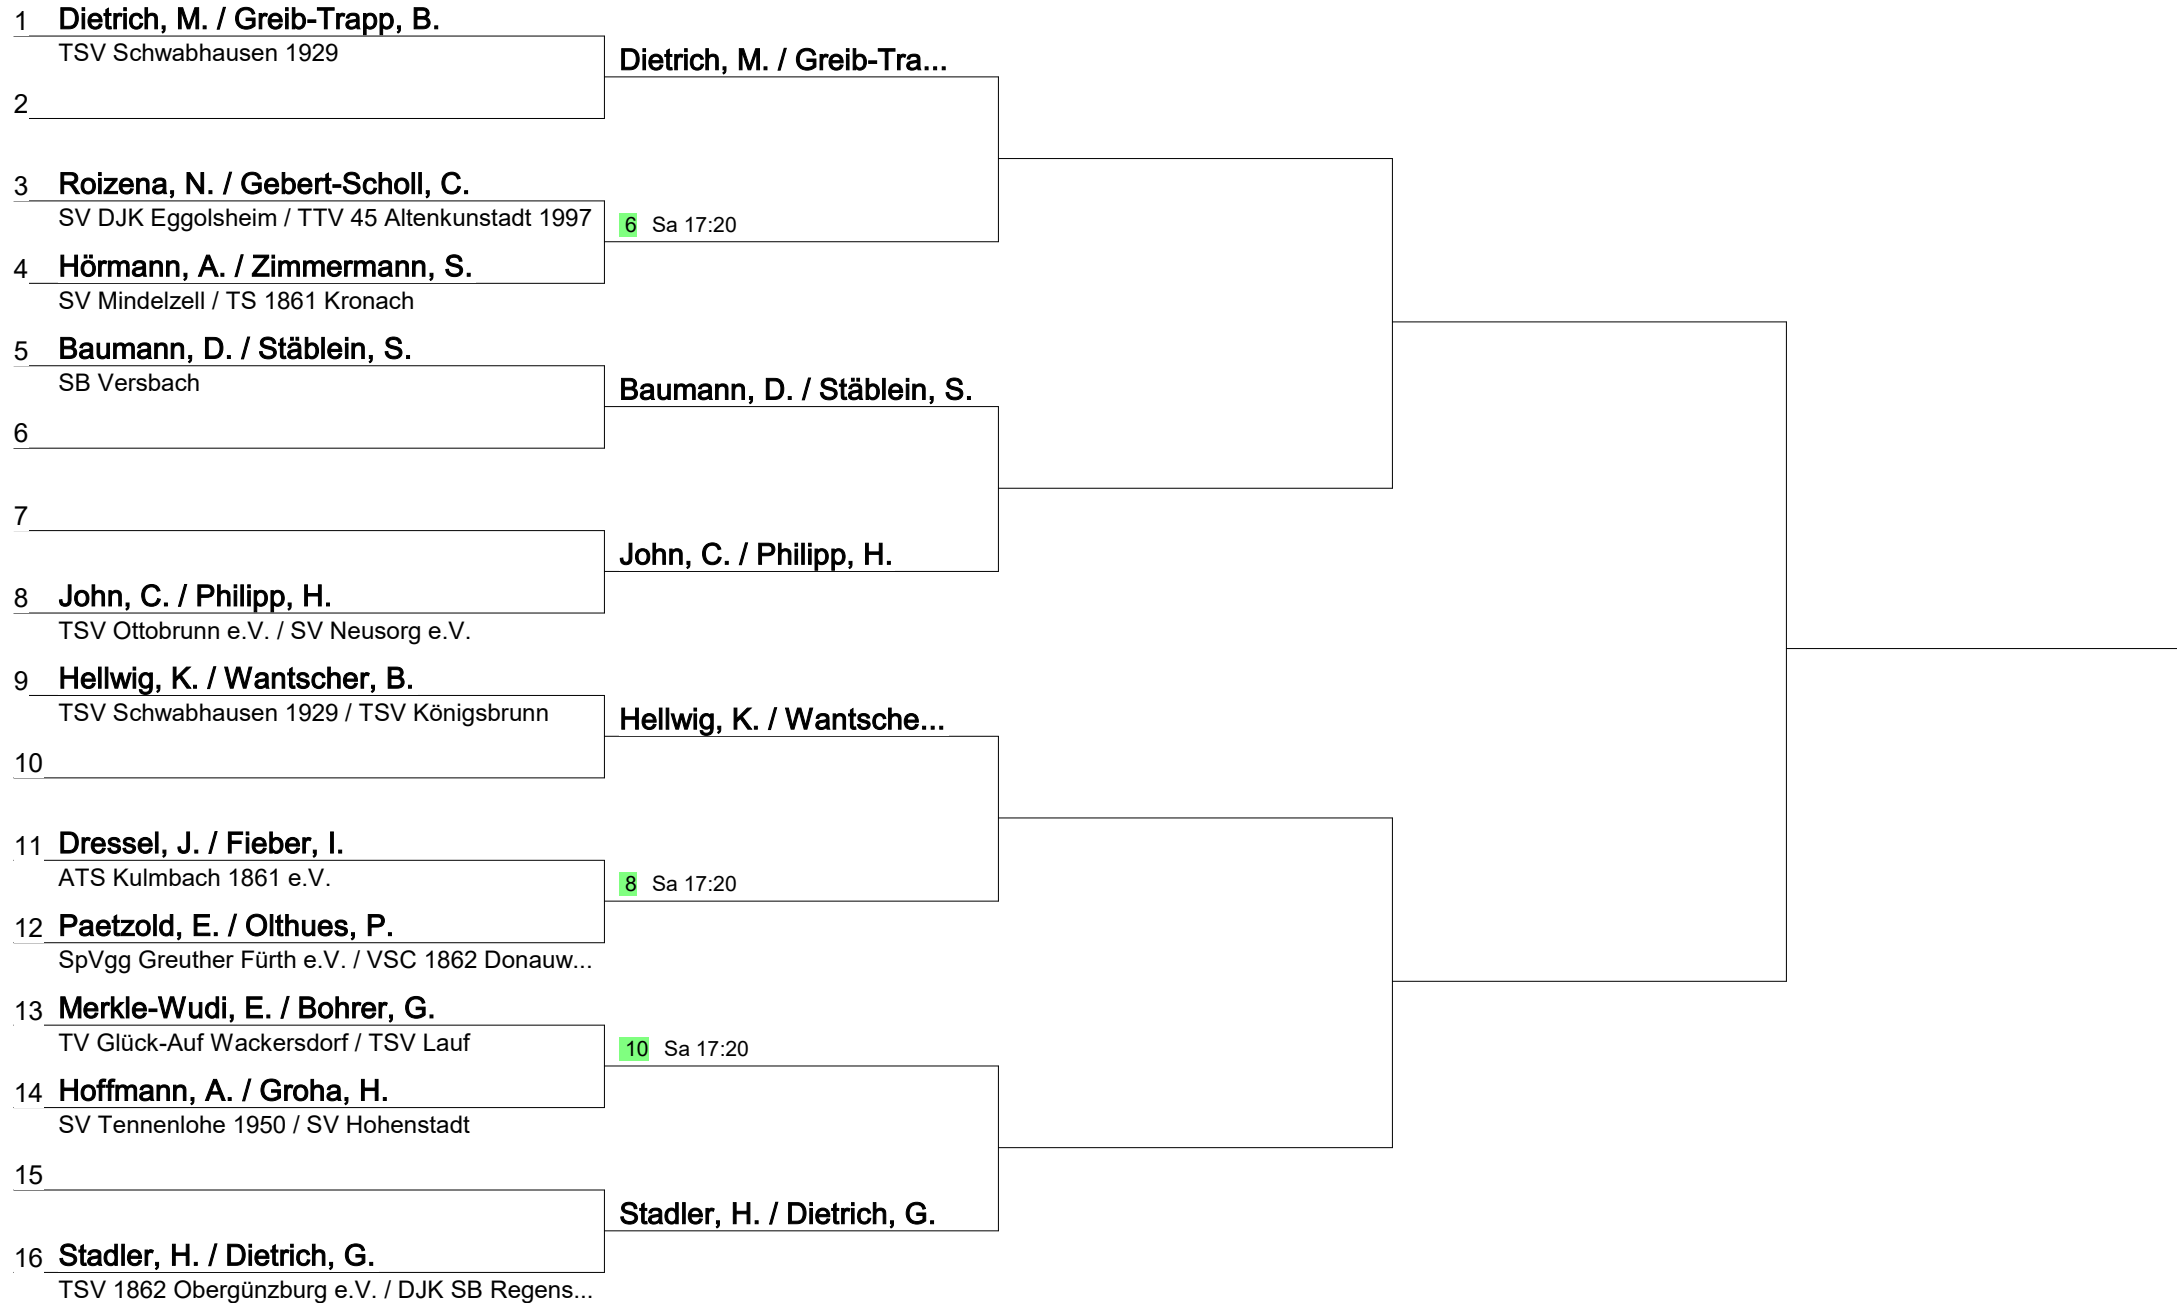 1 Dietrich, M. / Greib-Trapp, B.
TSV Schwabhausen 1929
Dietrich, M. / Greib-Tra...
2
3 Roizena, N. / Gebert-Scholl, C.
SV DJK Eggolsheim / TTV 45 Altenkunstadt 1997
6 Sa 17:20
4 Hörmann, A. / Zimmermann, S.
SV Mindelzell / TS 1861 Kronach
5 Baumann, D. / Stäblein, S.
SB Versbach
Baumann, D. / Stäblein, S.
6
7
John, C. / Philipp, H.
8 John, C. / Philipp, H.
TSV Ottobrunn e.V. / SV Neusorg e.V.
9 Hellwig, K. / Wantscher, B.
TSV Schwabhausen 1929 / TSV Königsbrunn
Hellwig, K. / Wantsche...
10
11 Dressel, J. / Fieber, I.
ATS Kulmbach 1861 e.V.
8 Sa 17:20
12 Paetzold, E. / Olthues, P.
SpVgg Greuther Fürth e.V. / VSC 1862 Donauw...
13 Merkle-Wudi, E. / Bohrer, G.
TV Glück-Auf Wackersdorf / TSV Lauf
10 Sa 17:20
14 Hoffmann, A. / Groha, H.
SV Tennenlohe 1950 / SV Hohenstadt
15
Stadler, H. / Dietrich, G.
16 Stadler, H. / Dietrich, G.
TSV 1862 Obergünzburg e.V. / DJK SB Regens...